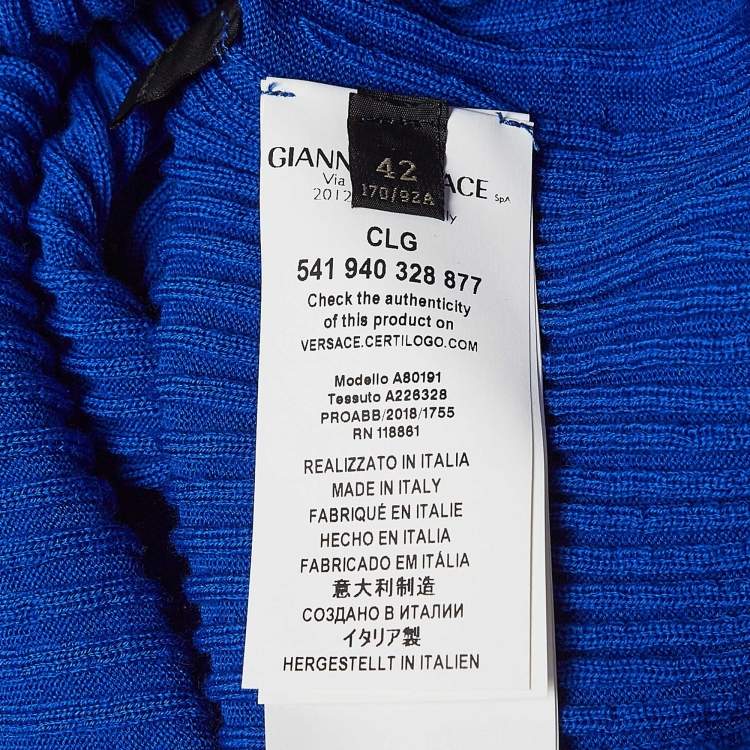 42
170/92A
GIANN ACE SpA
Via
2012 ly
CLG
541 940 328 877
Check the authenticity
of this product on
VERSACE.CERTILOGO.COM
Modello A80191
Tessuto A226328
PROABB/2018/1755
RN 118861
REALIZZATO IN ITALIA
MADE IN ITALY
FABRIQUÉ EN ITALIE
HECHO EN ITALIA
FABRICADO EM ITÁLIA
意大利制造
СОЗДАНО В ИТАЛИИ
イタリア製
HERGESTELLT IN ITALIEN